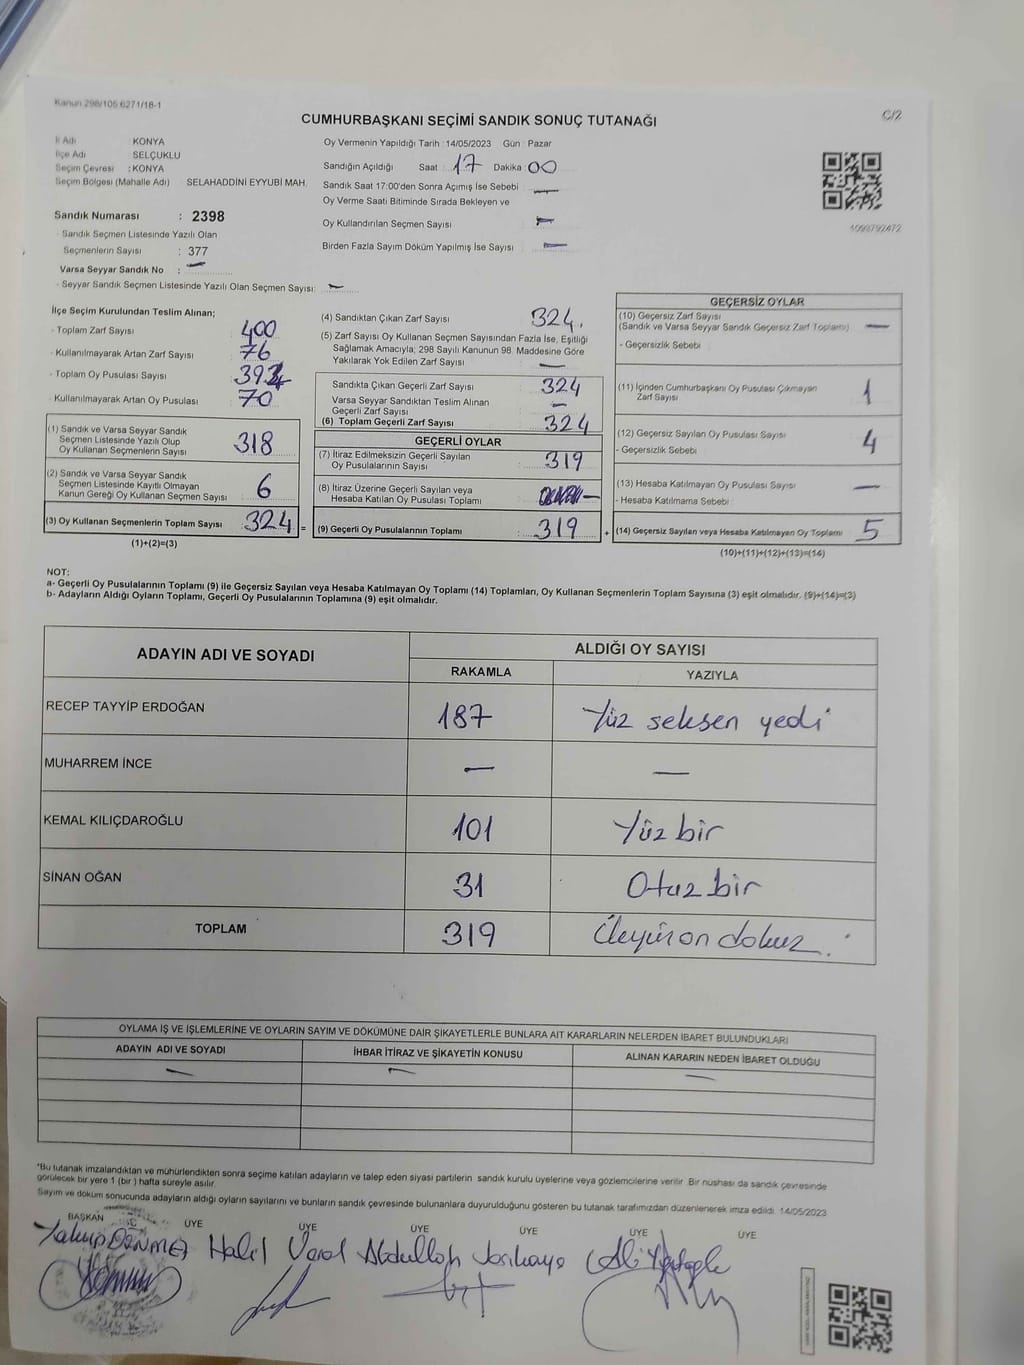 Kanun 298/105 6271/18-1
C/2
CUMHURBAŞKANI SEÇİMİ SANDIK SONUÇ TUTANAĞI
İl Adı KONYA
İlçe Adı SELÇUKLU
Seçim Çevresi : KONYA
Seçim Bölgesi (Mahalle Adı) SELAHADDİNİ EYYUBİ MAH.
Sandık Numarası : 2398
Sandık Seçmen Listesinde Yazılı Olan
Seçmenlerin Sayısı : 377
Varsa Seyyar Sandık No : —
- Seyyar Sandık Seçmen Listesinde Yazılı Olan Seçmen Sayısı: —
Oy Vermenin Yapıldığı Tarih : 14/05/2023 Gün : Pazar
Sandığın Açıldığı Saat : 17 Dakika : 00
Sandık Saat 17:00'den Sonra Açımış İse Sebebi —
Oy Verme Saati Bitiminde Sırada Bekleyen ve
Oy Kullandırılan Seçmen Sayısı —
Birden Fazla Sayım Döküm Yapılmış İse Sayısı —
1093792472
İlçe Seçim Kurulundan Teslim Alınan;
- Toplam Zarf Sayısı 400
- Kullanılmayarak Artan Zarf Sayısı 76
- Toplam Oy Pusulası Sayısı 394
- Kullanılmayarak Artan Oy Pusulası 70
(1) Sandık ve Varsa Seyyar Sandık
Seçmen Listesinde Yazılı Olup
Oy Kullanan Seçmenlerin Sayısı 318
(2) Sandık ve Varsa Seyyar Sandık
Seçmen Listesinde Kayıtlı Olmayan
Kanun Gereği Oy Kullanan Seçmen Sayısı 6
(3) Oy Kullanan Seçmenlerin Toplam Sayısı 324 =
(1)+(2)=(3)
(4) Sandıktan Çıkan Zarf Sayısı 324.
(5) Zarf Sayısı Oy Kullanan Seçmen Sayısından Fazla İse, Eşitliği
Sağlamak Amacıyla; 298 Sayılı Kanunun 98. Maddesine Göre
Yakılarak Yok Edilen Zarf Sayısı —
Sandıkta Çıkan Geçerli Zarf Sayısı 324
Varsa Seyyar Sandıktan Teslim Alınan
Geçerli Zarf Sayısı —
(6) Toplam Geçerli Zarf Sayısı 324
GEÇERLİ OYLAR
(7) İtiraz Edilmeksizin Geçerli Sayılan
Oy Pusulalarının Sayısı : 319
(8) İtiraz Üzerine Geçerli Sayılan veya
Hesaba Katılan Oy Pusulası Toplamı —
(9) Geçerli Oy Pusulalarının Toplamı : 319 +
GEÇERSİZ OYLAR
(10) Geçersiz Zarf Sayısı
(Sandık ve Varsa Seyyar Sandık Geçersiz Zarf Toplamı) —
- Geçersizlik Sebebi
(11) İçinden Cumhurbaşkanı Oy Pusulası Çıkmayan
Zarf Sayısı 1
(12) Geçersiz Sayılan Oy Pusulası Sayısı 4
- Geçersizlik Sebebi
(13) Hesaba Katılmayan Oy Pusulası Sayısı —
- Hesaba Katılmama Sebebi
(14) Geçersiz Sayılan veya Hesaba Katılmayan Oy Toplamı 5
(10)+(11)+(12)+(13)=(14)
NOT:
a- Geçerli Oy Pusulalarının Toplamı (9) ile Geçersiz Sayılan veya Hesaba Katılmayan Oy Toplamı (14) Toplamları, Oy Kullanan Seçmenlerin Toplam Sayısına (3) eşit olmalıdır. (9)+(14)=(3)
b- Adayların Aldığı Oyların Toplamı, Geçerli Oy Pusulalarının Toplamına (9) eşit olmalıdır.
ADAYIN ADI VE SOYADI ALDIĞI OY SAYISI
RAKAMLA YAZIYLA
RECEP TAYYİP ERDOĞAN 187 Yüz seksen yedi
MUHARREM İNCE — —
KEMAL KILIÇDAROĞLU 101 Yüz bir
SİNAN OĞAN 31 Otuz bir
TOPLAM 319 Üçyüz on dokuz.
OYLAMA İŞ VE İŞLEMLERİNE VE OYLARIN SAYIM VE DÖKÜMÜNE DAİR ŞİKAYETLERLE BUNLARA AİT KARARLARIN NELERDEN İBARET BULUNDUKLARI
ADAYIN ADI VE SOYADI İHBAR İTİRAZ VE ŞİKAYETİN KONUSU ALINAN KARARIN NEDEN İBARET OLDUĞU
— — —
*Bu tutanak imzalandıktan ve mühürlendikten sonra seçime katılan adayların ve talep eden siyasi partilerin sandık kurulu üyelerine veya gözlemcilerine verilir. Bir nüshası da sandık çevresinde
görülecek bir yere 1 (bir) hafta süreyle asılır.
Sayım ve döküm sonucunda adayların aldığı oyların sayılarını ve bunların sandık çevresinde bulunanlara duyurulduğunu gösteren bu tutanak tarafımızdan düzenlenerek imza edildi. 14/05/2023
BAŞKAN ÜYE ÜYE ÜYE ÜYE ÜYE ÜYE
Yakup Halil Vural Abdullah Ali